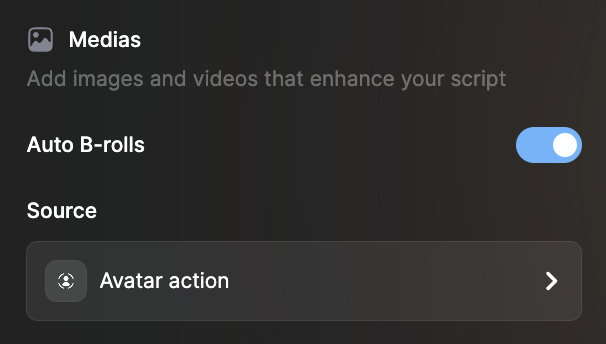 Medias
Add images and videos that enhance your script
Auto B-rolls
Source
Avatar action